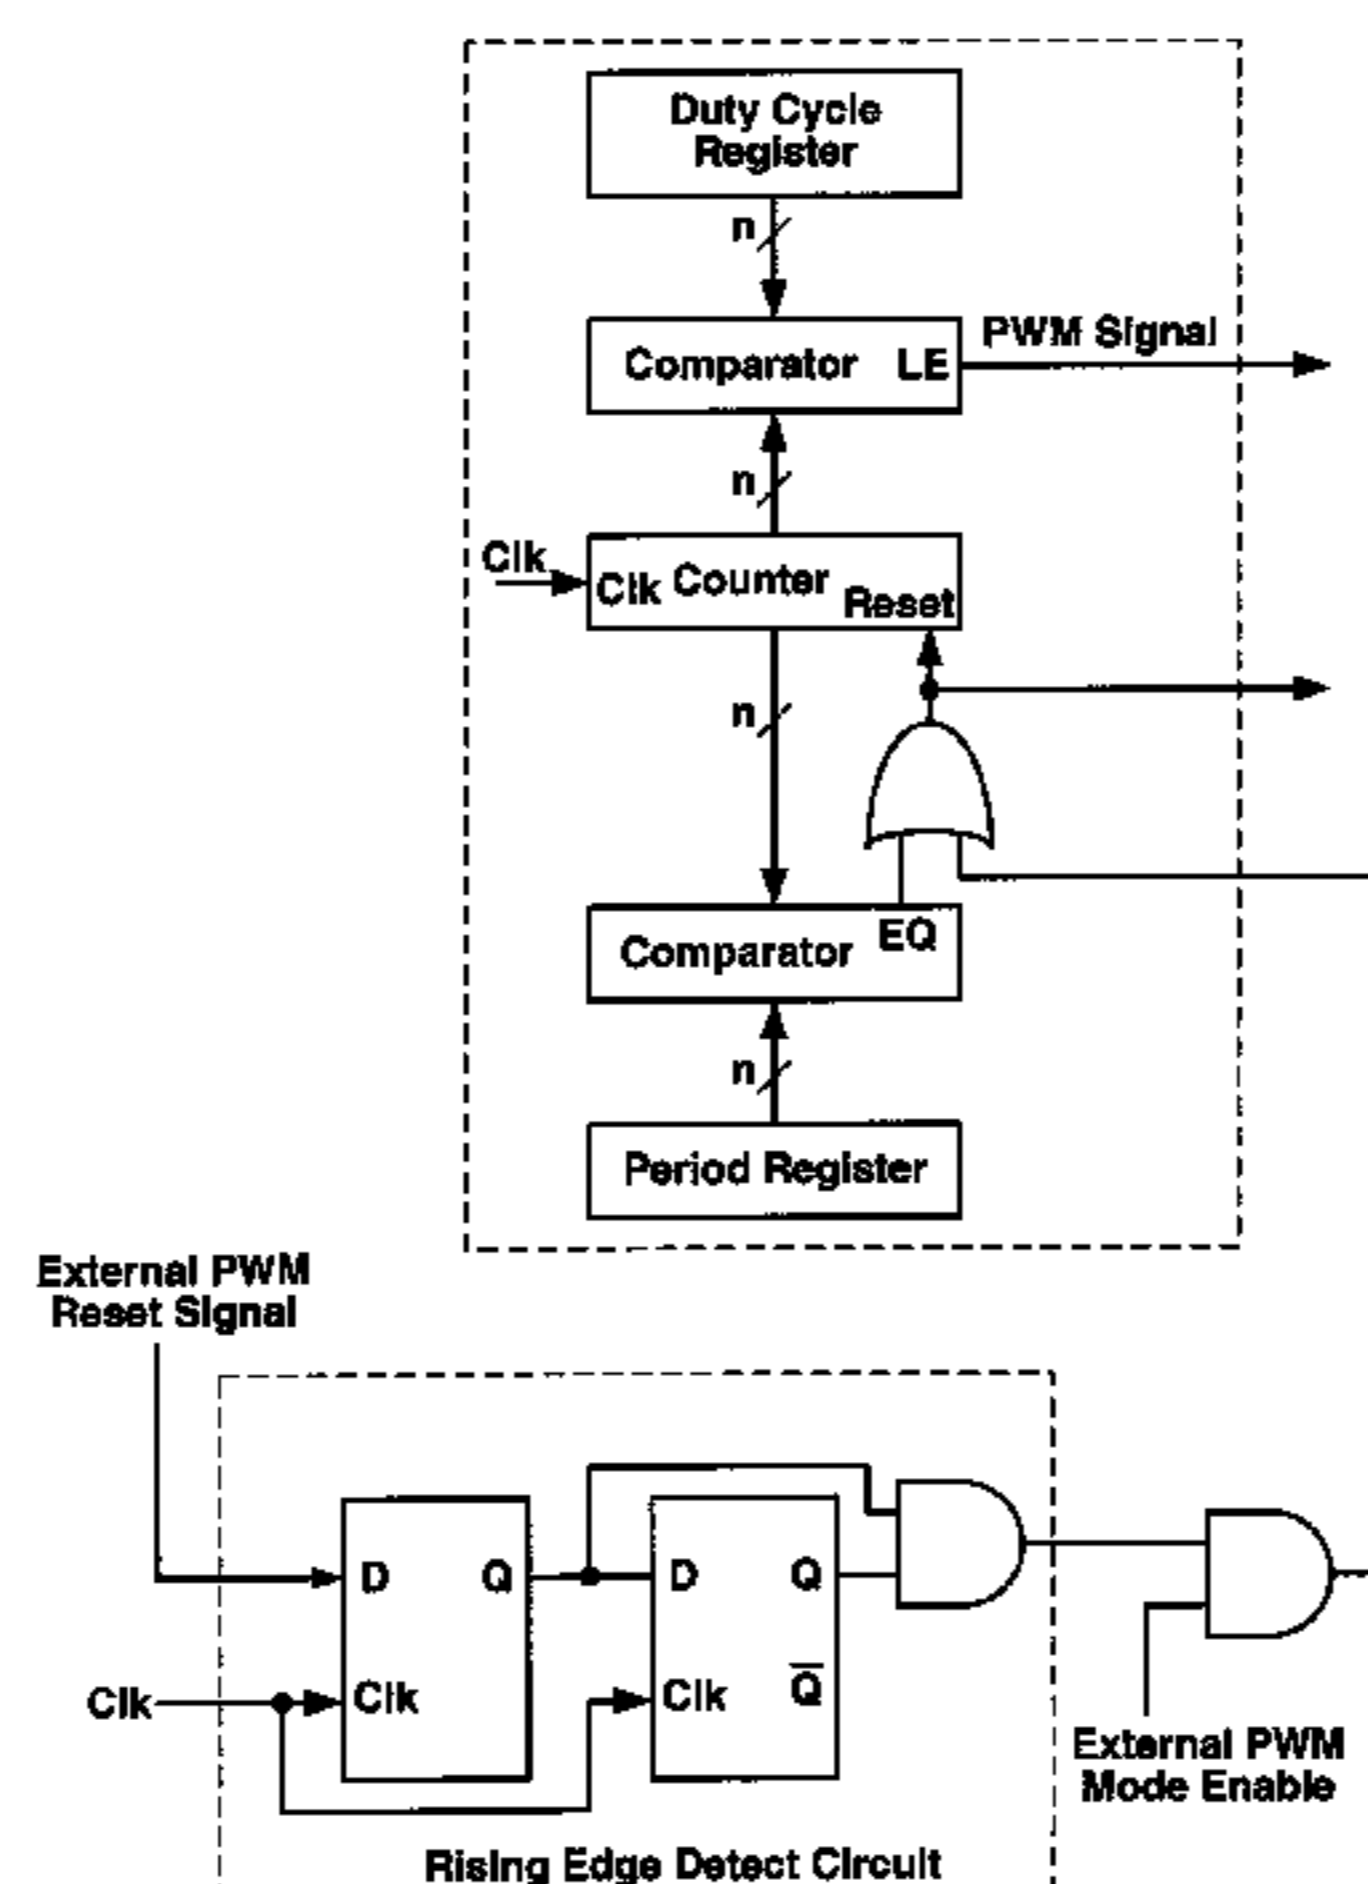 Duty Cycle
Register
n
Comparator LE
PWM Signal
n
Clk
Clk Counter
Reset
n
EQ
Comparator
n
Period Register
External PWM
Reset Signal
D Q
D Q
Clk
Clk
Clk
Q̅
External PWM
Mode Enable
Rising Edge Detect Circuit